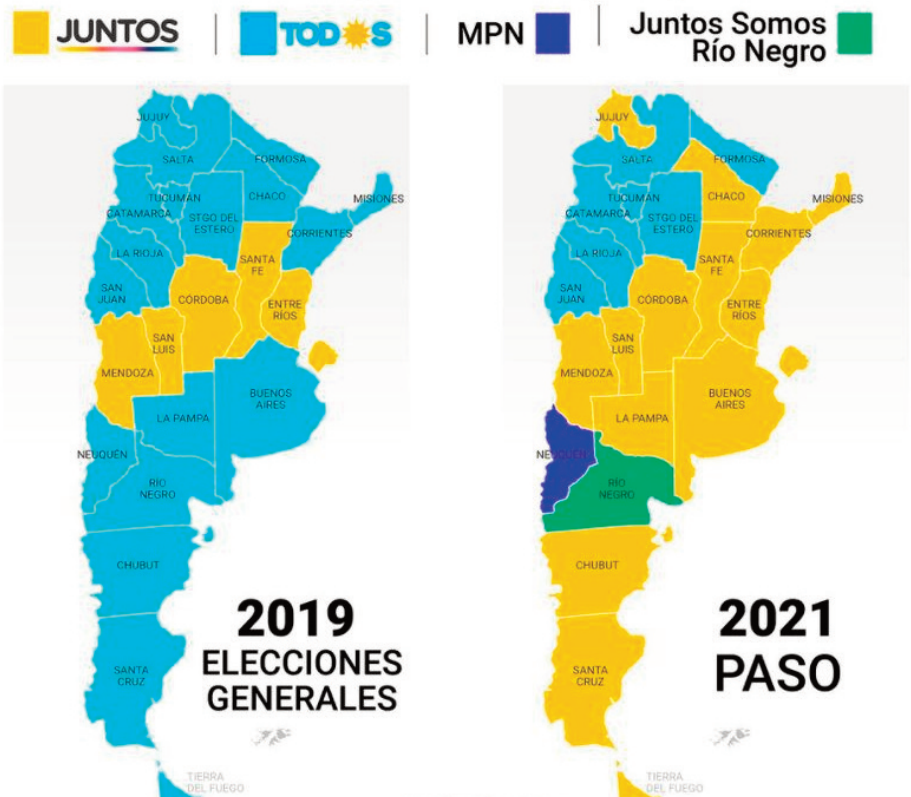 JUNTOS
TODOS
MPN
Juntos Somos
Río Negro
JUJUY
SALTA
FORMOSA
TUCUMÁN
CHACO
MISIONES
CATAMARCA
STGO DEL
ESTERO
CORRIENTES
LA RIOJA
SANTA
FE
SAN
JUAN
CÓRDOBA
ENTRE
RÍOS
SAN
LUIS
MENDOZA
BUENOS
AIRES
LA PAMPA
NEUQUÉN
RÍO
NEGRO
CHUBUT
SANTA
CRUZ
TIERRA
DEL FUEGO
2019
ELECCIONES
GENERALES
JUJUY
SALTA
FORMOSA
TUCUMÁN
CHACO
MISIONES
CATAMARCA
STGO DEL
ESTERO
CORRIENTES
LA RIOJA
SANTA
FE
SAN
JUAN
CÓRDOBA
ENTRE
RÍOS
SAN
LUIS
MENDOZA
BUENOS
AIRES
LA PAMPA
NEUQUÉN
RÍO
NEGRO
CHUBUT
SANTA
CRUZ
TIERRA
DEL FUEGO
2021
PASO